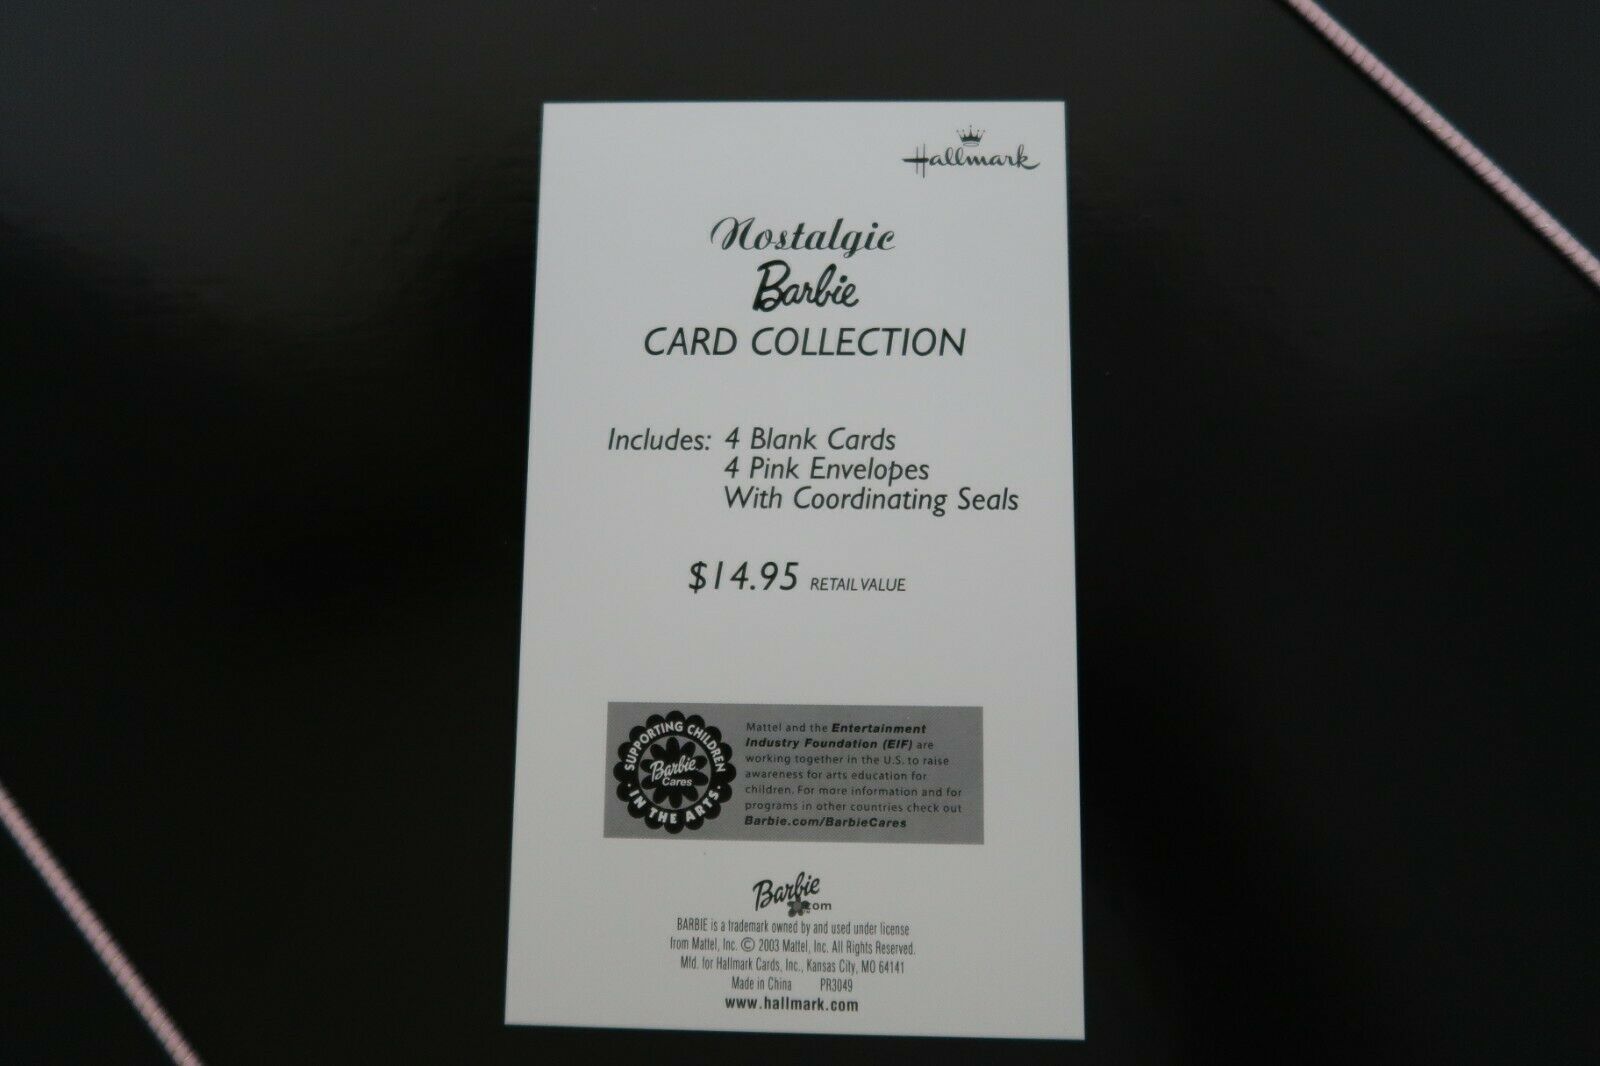 Hallmark
Nostalgic
Barbie
CARD COLLECTION
Includes: 4 Blank Cards
4 Pink Envelopes
With Coordinating Seals
$14.95 RETAIL VALUE
SUPPORTING CHILDREN
Barbie
Cares
IN THE ARTS
Mattel and the Entertainment
Industry Foundation (EIF) are
working together in the U.S. to raise
awareness for arts education for
children. For more information and for
programs in other countries check out
Barbie.com/BarbieCares
Barbie
.com
BARBIE is a trademark owned by and used under license
from Mattel, Inc. © 2003 Mattel, Inc. All Rights Reserved.
Mfd. for Hallmark Cards, Inc., Kansas City, MO 64141
Made in China PR3049
www.hallmark.com